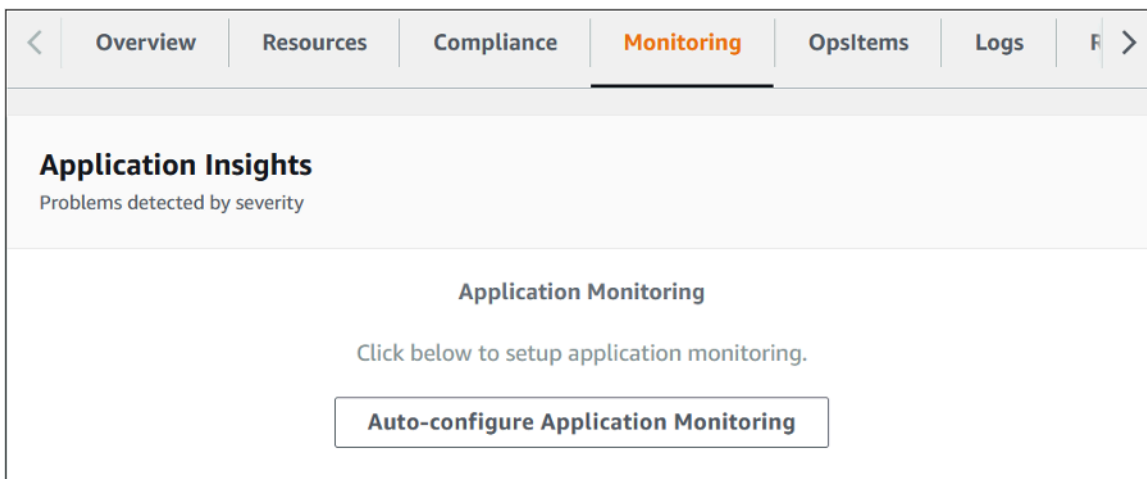 Overview Resources Compliance Monitoring OpsItems Logs
Application Insights
Problems detected by severity
Application Monitoring
Click below to setup application monitoring.
Auto-configure Application Monitoring